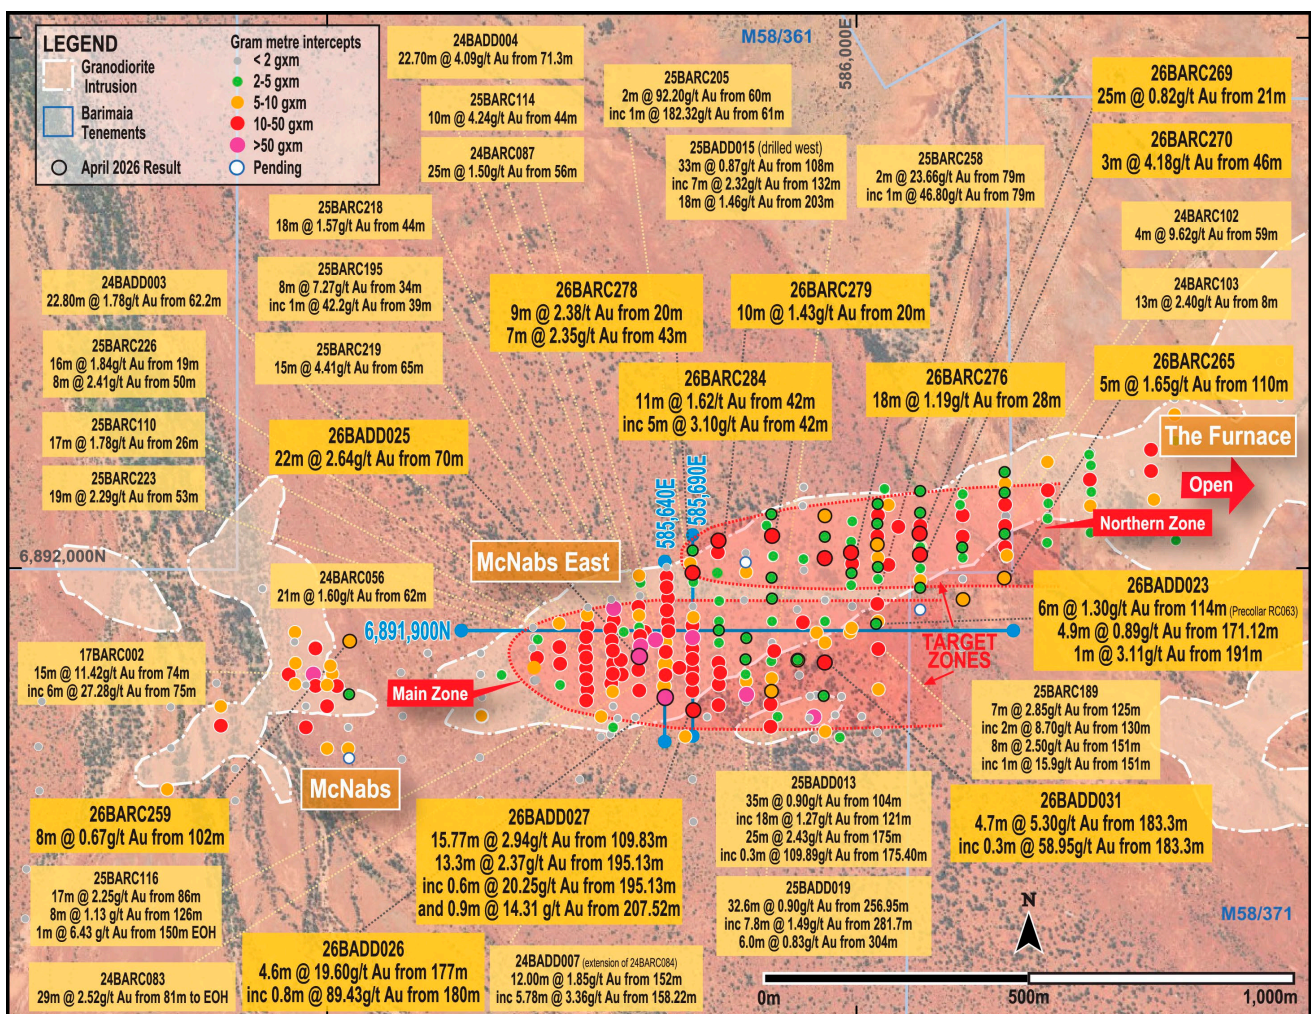 LEGEND
Granodiorite
Intrusion
Barimaia
Tenements
April 2026 Result
Gram metre intercepts
< 2 gxm
2-5 gxm
5-10 gxm
10-50 gxm
>50 gxm
Pending
24BADD004
22.70m @ 4.09g/t Au from 71.3m
25BARC114
10m @ 4.24g/t Au from 44m
24BARC087
25m @ 1.50g/t Au from 56m
M58/361
586,000E
25BARC205
2m @ 92.20g/t Au from 60m
inc 1m @ 182.32g/t Au from 61m
25BADD015 (drilled west)
33m @ 0.87g/t Au from 108m
inc 7m @ 2.32g/t Au from 132m
18m @ 1.46g/t Au from 203m
25BARC258
2m @ 23.66g/t Au from 79m
inc 1m @ 46.80g/t Au from 79m
26BARC269
25m @ 0.82g/t Au from 21m
26BARC270
3m @ 4.18g/t Au from 46m
24BARC102
4m @ 9.62g/t Au from 59m
24BARC103
13m @ 2.40g/t Au from 8m
25BARC218
18m @ 1.57g/t Au from 44m
25BARC195
8m @ 7.27g/t Au from 34m
inc 1m @ 42.2g/t Au from 39m
25BARC219
15m @ 4.41g/t Au from 65m
24BADD003
22.80m @ 1.78g/t Au from 62.2m
25BARC226
16m @ 1.84g/t Au from 19m
8m @ 2.41g/t Au from 50m
25BARC110
17m @ 1.78g/t Au from 26m
25BARC223
19m @ 2.29g/t Au from 53m
26BARC278
9m @ 2.38/t Au from 20m
7m @ 2.35g/t Au from 43m
26BARC279
10m @ 1.43g/t Au from 20m
26BARC284
11m @ 1.62/t Au from 42m
inc 5m @ 3.10g/t Au from 42m
26BARC276
18m @ 1.19g/t Au from 28m
26BARC265
5m @ 1.65g/t Au from 110m
26BADD025
22m @ 2.64g/t Au from 70m
The Furnace
Open
Northern Zone
585,640E
585,690E
6,892,000N
McNabs East
24BARC056
21m @ 1.60g/t Au from 62m
6,891,900N
TARGET
ZONES
26BADD023
6m @ 1.30g/t Au from 114m (Precollar RC063)
4.9m @ 0.89g/t Au from 171.12m
1m @ 3.11g/t Au from 191m
17BARC002
15m @ 11.42g/t Au from 74m
inc 6m @ 27.28g/t Au from 75m
Main Zone
25BARC189
7m @ 2.85g/t Au from 125m
inc 2m @ 8.70g/t Au from 130m
8m @ 2.50g/t Au from 151m
inc 1m @ 15.9g/t Au from 151m
McNabs
26BARC259
8m @ 0.67g/t Au from 102m
26BADD027
15.77m @ 2.94g/t Au from 109.83m
13.3m @ 2.37g/t Au from 195.13m
inc 0.6m @ 20.25g/t Au from 195.13m
and 0.9m @ 14.31 g/t Au from 207.52m
25BADD013
35m @ 0.90g/t Au from 104m
inc 18m @ 1.27g/t Au from 121m
25m @ 2.43g/t Au from 175m
inc 0.3m @ 109.89g/t Au from 175.40m
26BADD031
4.7m @ 5.30g/t Au from 183.3m
inc 0.3m @ 58.95g/t Au from 183.3m
25BARC116
17m @ 2.25g/t Au from 86m
8m @ 1.13 g/t Au from 126m
1m @ 6.43 g/t Au from 150m EOH
25BADD019
32.6m @ 0.90g/t Au from 256.95m
inc 7.8m @ 1.49g/t Au from 281.7m
6.0m @ 0.83g/t Au from 304m
N
M58/371
26BADD026
4.6m @ 19.60g/t Au from 177m
inc 0.8m @ 89.43g/t Au from 180m
24BADD007 (extension of 24BARC084)
12.00m @ 1.85g/t Au from 152m
inc 5.78m @ 3.36g/t Au from 158.22m
24BARC083
29m @ 2.52g/t Au from 81m to EOH
0m
500m
1,000m